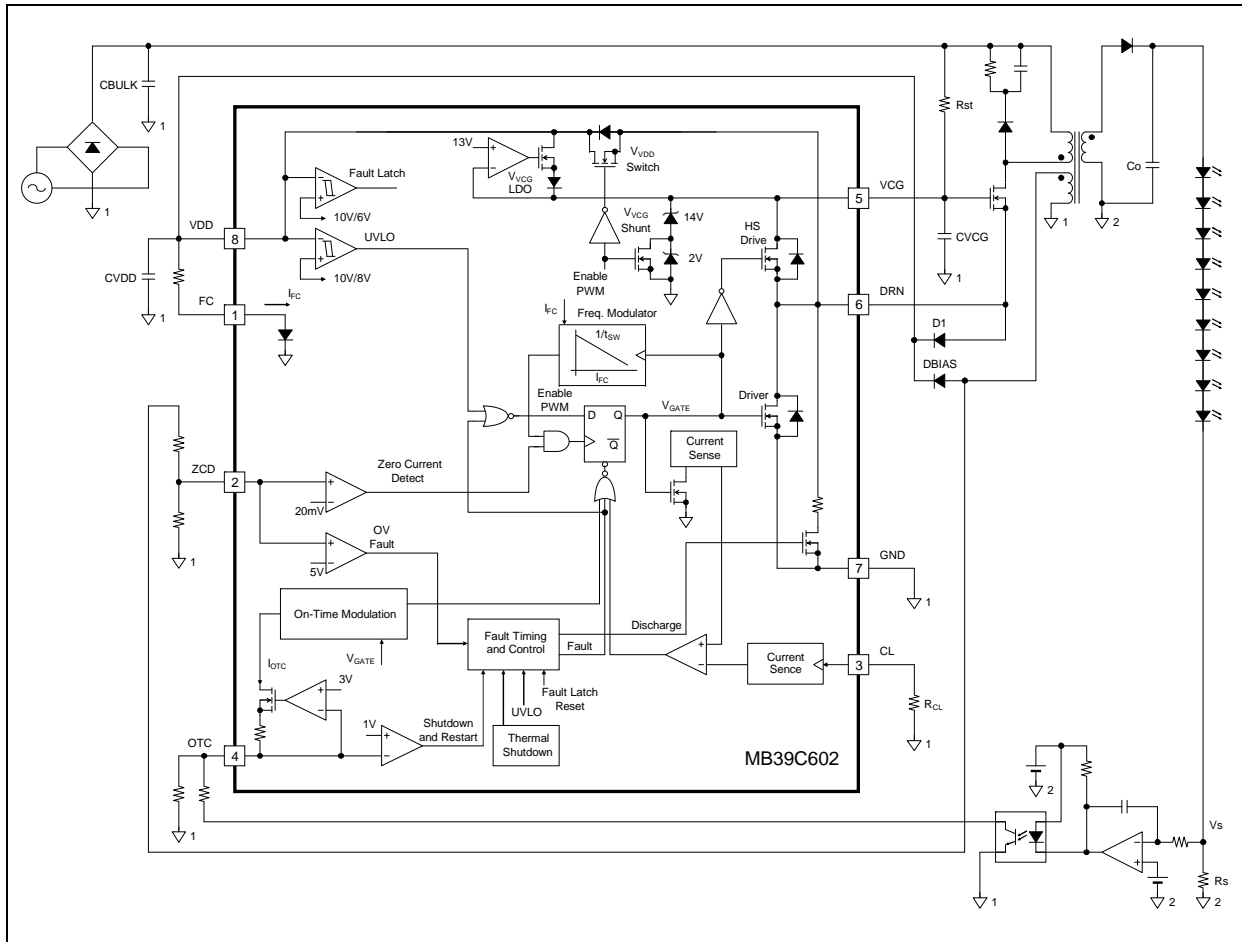 CBULK
1
1
Rst
Co
1
2
13V
VVCG
LDO
VVDD
Switch
Fault Latch
10V/6V
VDD
8
UVLO
10V/8V
VVCG
Shunt
14V
2V
Enable
PWM
5
VCG
HS
Drive
CVCG
1
CVDD
1
IFC
FC
1
6
DRN
IFC
Freq. Modulator
1/tSW
IFC
D1
DBIAS
Enable
PWM
D
Q
Q
VGATE
Driver
Current
Sense
ZCD
2
Zero Current
Detect
20mV
1
OV
Fault
5V
GND
7
1
On-Time Modulation
VGATE
IOTC
Fault Timing
and Control
Discharge
Fault
Current
Sence
3
CL
RCL
1
3V
UVLO
Fault Latch
Reset
Thermal
Shutdown
1V
Shutdown
and Restart
OTC
4
1
MB39C602
2
Vs
Rs
1
2
2